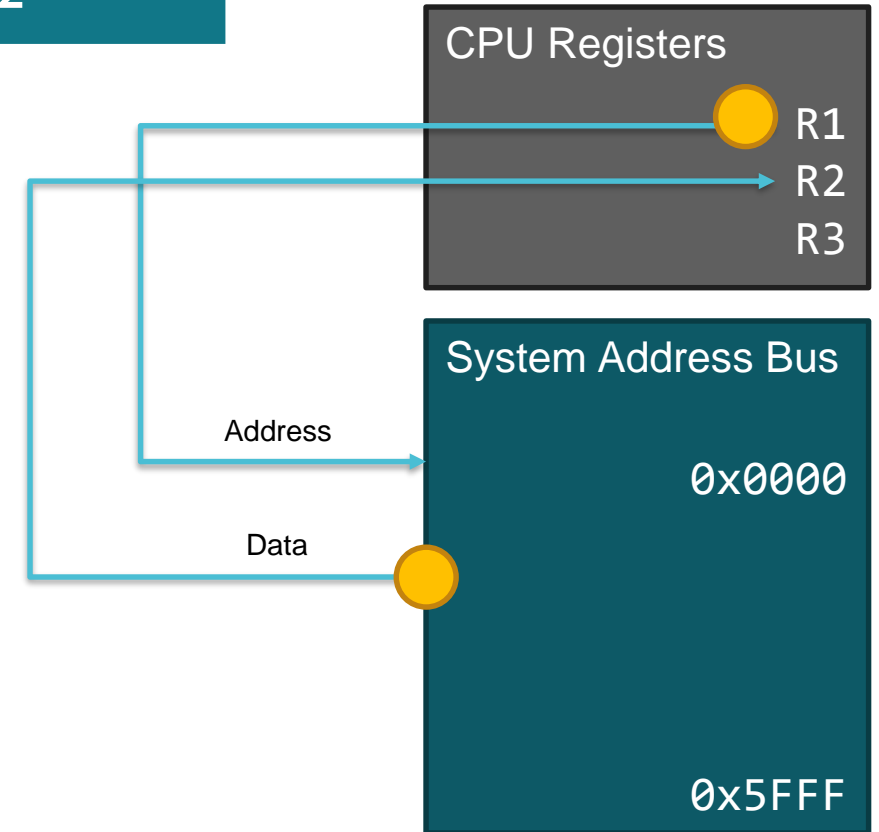 CPU Registers
R1
R2
R3
System Address Bus
Address
0x0000
Data
0x5FFF